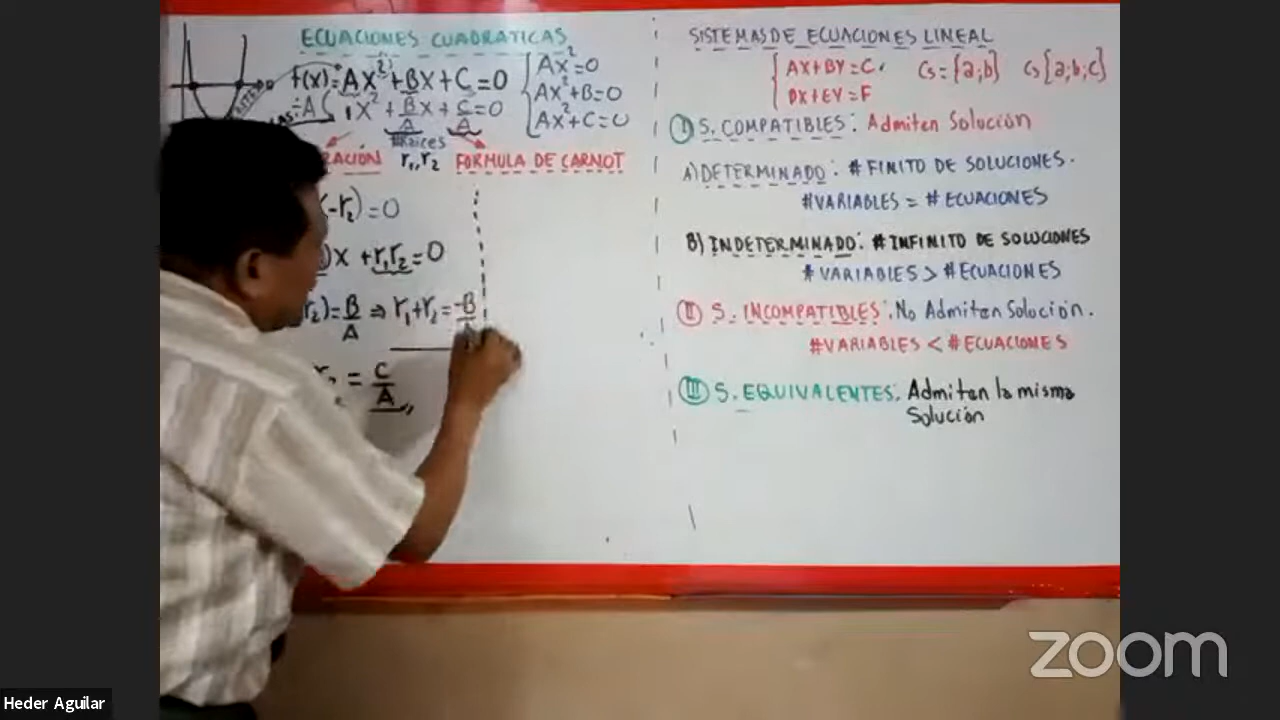 ECUACIONES CUADRATICAS
f(x)=Ax²+Bx+C=0
Ax²=0
Ax²+B=0
Ax²+C=0
÷A ( 1x²+B/A x+C/A=0
#Raices
RACIÓN r₁,r₂ FORMULA DE CARNOT
-r₂)=0
)x +r₁r₂=0
r₂)=B/A ⇒ r₁+r₂=-B/A
r₂ = C/A
SISTEMAS DE ECUACIONES LINEAL
AX+BY=C
DX+EY=F
Cs={a;b} Cs{a;b;c}
I S. COMPATIBLES: Admiten Solución
A) DETERMINADO: # FINITO DE SOLUCIONES.
#VARIABLES = # ECUACIONES
B) INDETERMINADO: # INFINITO DE SOLUCIONES
# VARIABLES > # ECUACIONES
II S. INCOMPATIBLES: No Admiten Solución.
#VARIABLES < #ECUACIONES
III S. EQUIVALENTES: Admiten la misma
Solución
zoom
Heder Aguilar